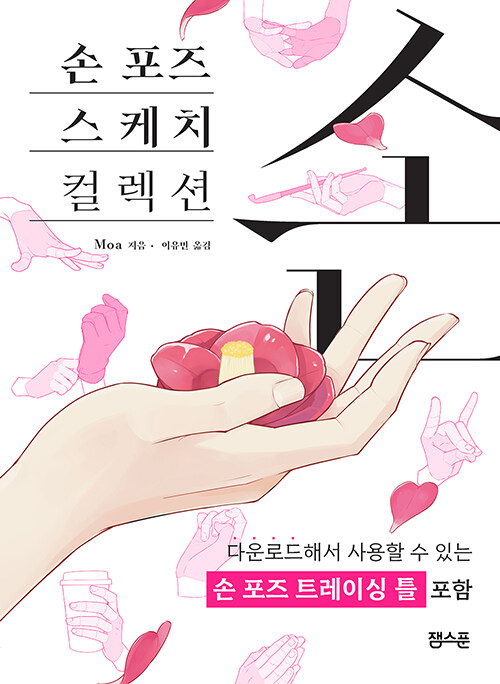 손 포즈
스케치
컬렉션
Moa 지음 · 이유민 옮김
손
다운로드해서 사용할 수 있는
손 포즈 트레이싱 틀 포함
잼스푼